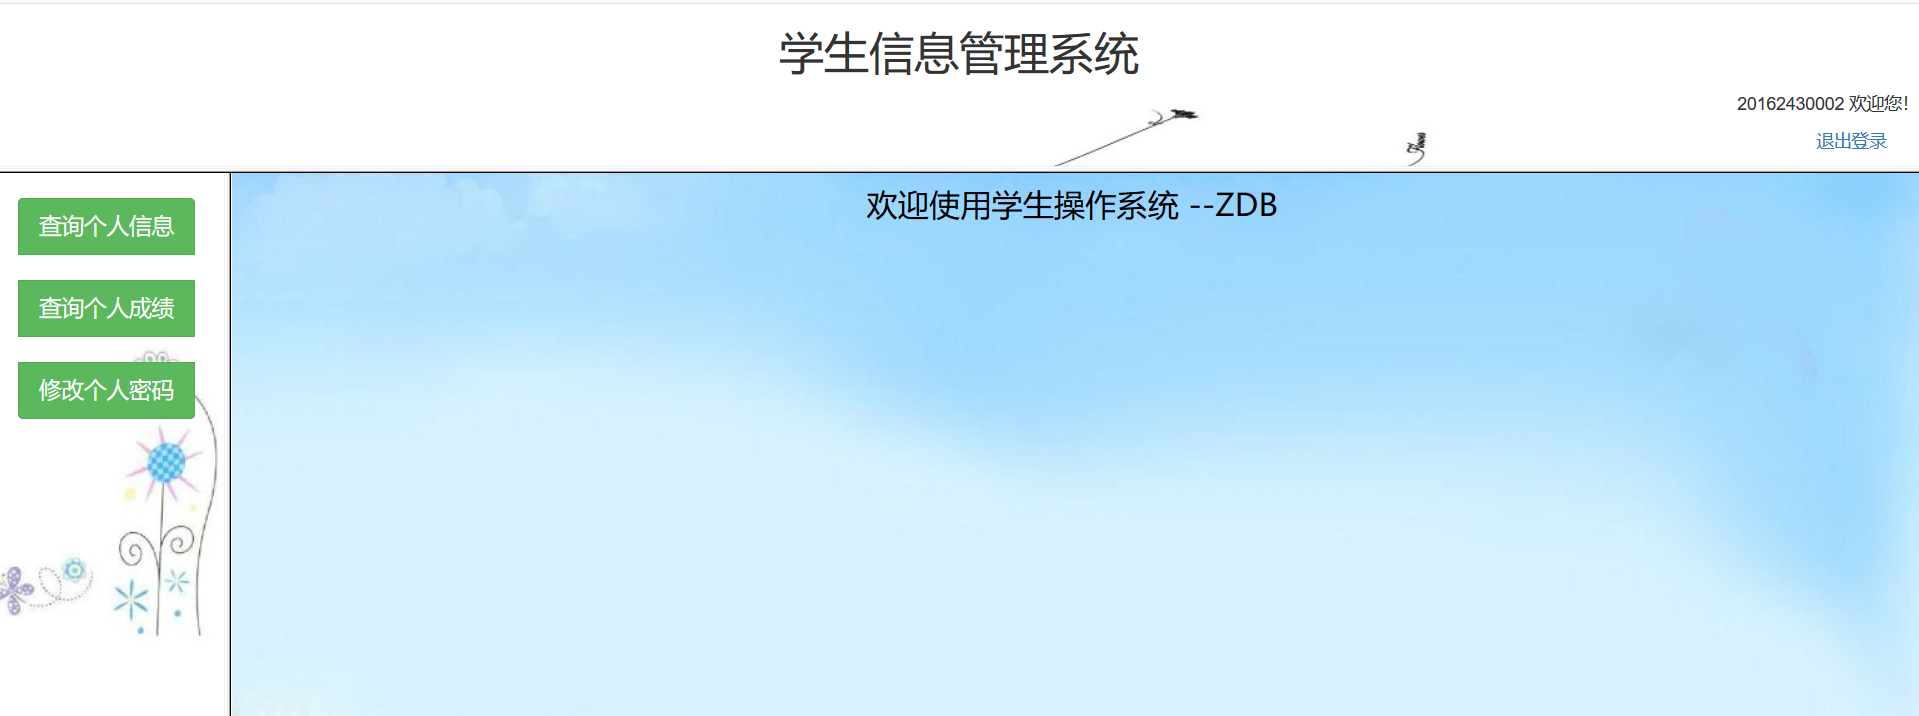 学生信息管理系统
20162430002 欢迎您!
退出登录
查询个人信息
查询个人成绩
修改个人密码
欢迎使用学生操作系统 --ZDB